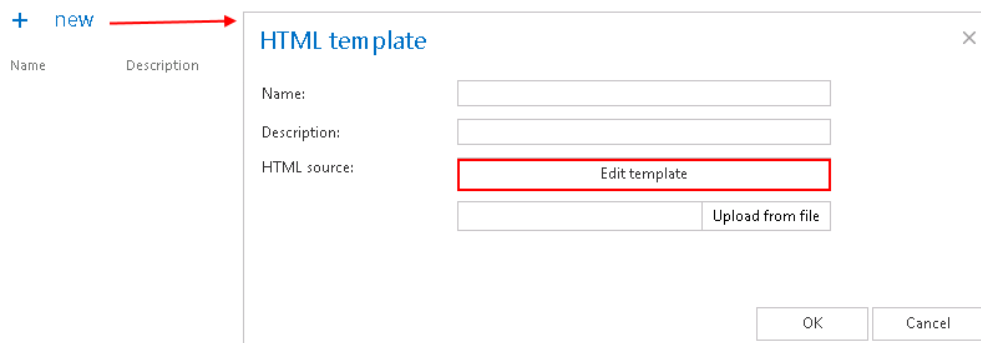 + new
Name Description
HTML template
Name:
Description:
HTML source: Edit template
Upload from file
OK Cancel